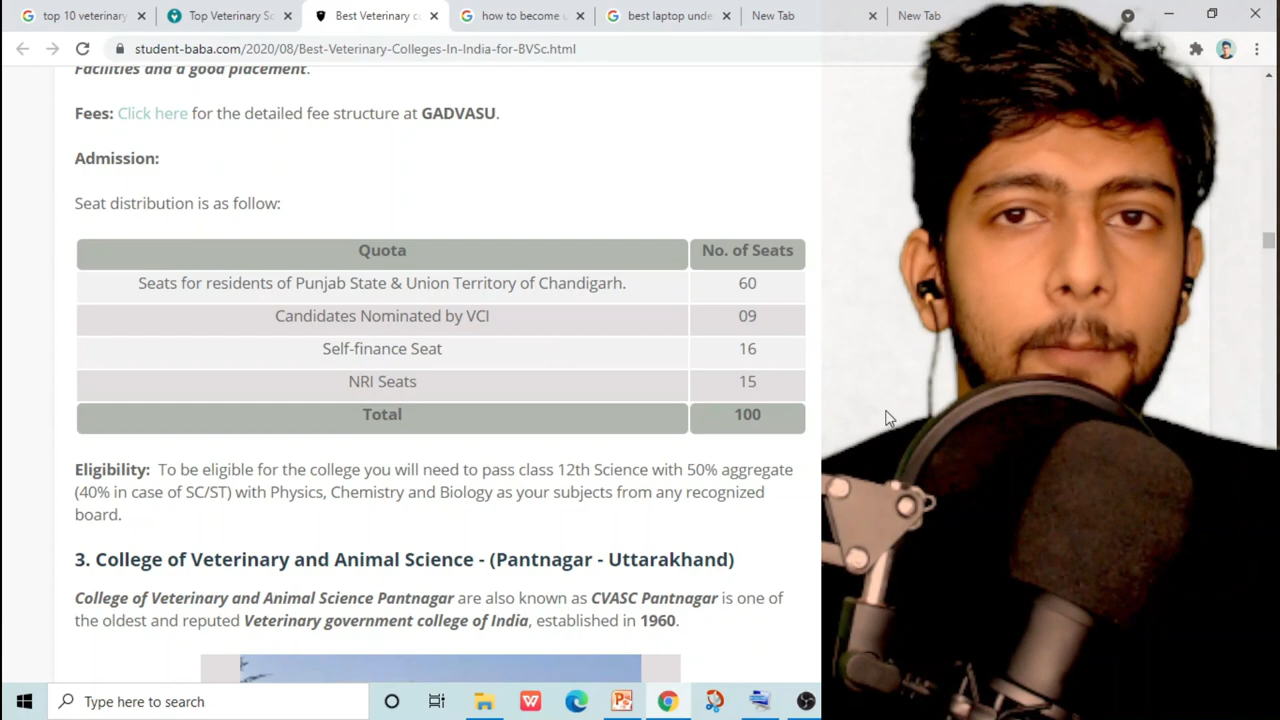 top 10 veterinary
Top Veterinary Sc
Best Veterinary c
how to become
best laptop unde
New Tab
New Tab
student-baba.com/2020/08/Best-Veterinary-Colleges-In-India-for-BVSc.html
Facilities and a good placement.
Fees: Click here for the detailed fee structure at GADVASU.
Admission:
Seat distribution is as follow:
Quota No. of Seats
Seats for residents of Punjab State & Union Territory of Chandigarh. 60
Candidates Nominated by VCI 09
Self-finance Seat 16
NRI Seats 15
Total 100
Eligibility: To be eligible for the college you will need to pass class 12th Science with 50% aggregate
(40% in case of SC/ST) with Physics, Chemistry and Biology as your subjects from any recognized
board.
3. College of Veterinary and Animal Science - (Pantnagar - Uttarakhand)
College of Veterinary and Animal Science Pantnagar are also known as CVASC Pantnagar is one of
the oldest and reputed Veterinary government college of India, established in 1960.
Type here to search